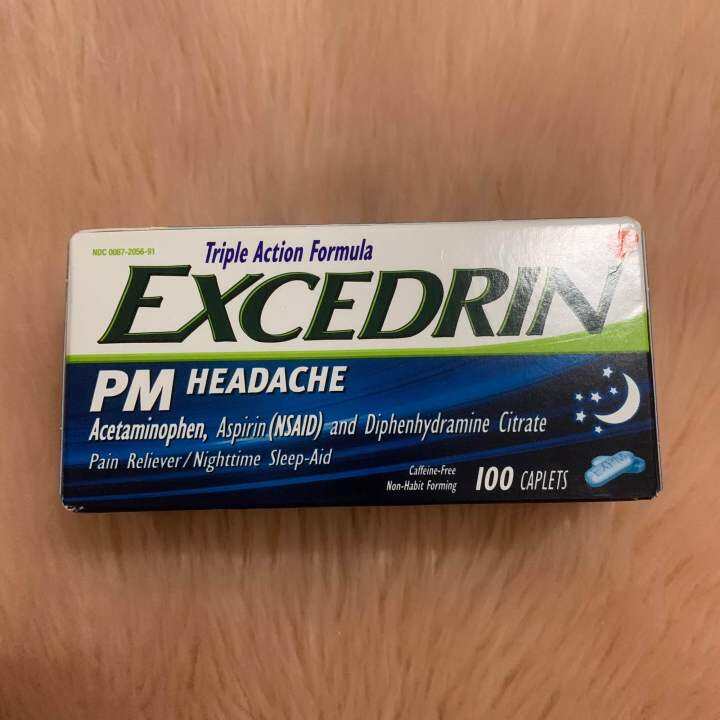 NDC 0067-2056-91
Triple Action Formula
EXCEDRIN
PM HEADACHE
Acetaminophen, Aspirin (NSAID) and Diphenhydramine Citrate
Pain Reliever/Nighttime Sleep-Aid
Caffeine-Free
Non-Habit Forming
100 CAPLETS